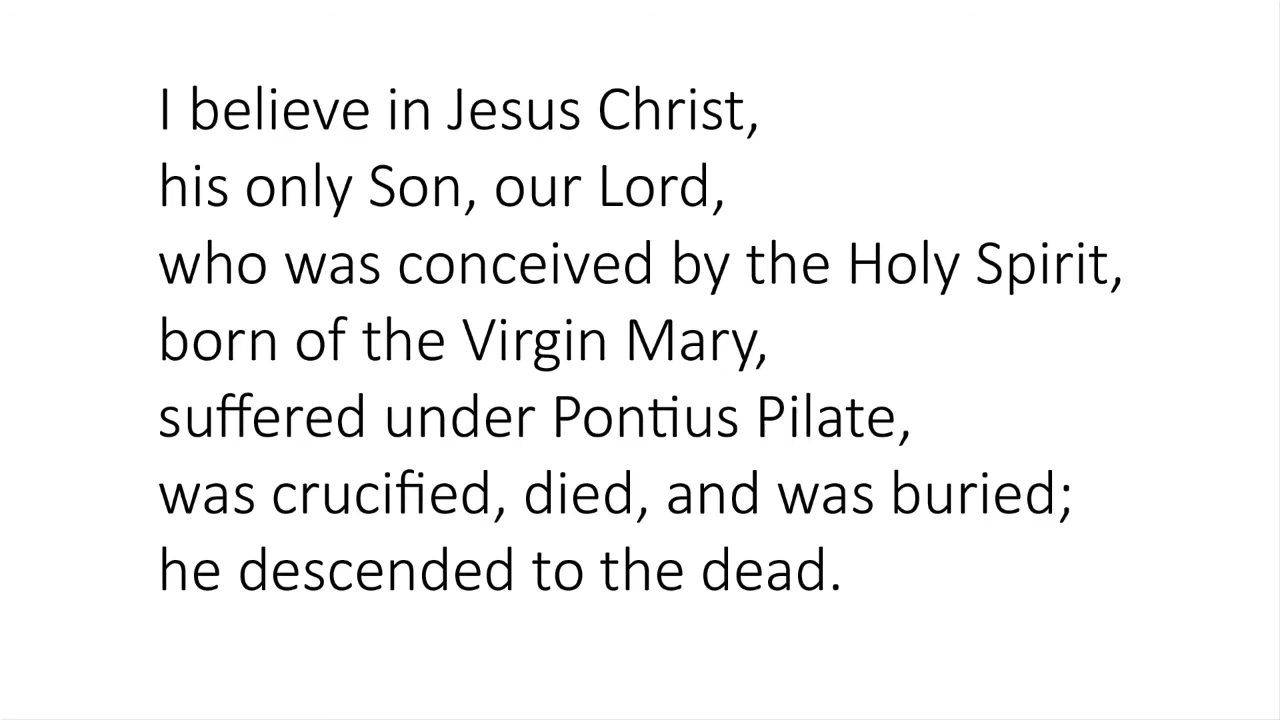 I believe in Jesus Christ,
his only Son, our Lord,
who was conceived by the Holy Spirit,
born of the Virgin Mary,
suffered under Pontius Pilate,
was crucified, died, and was buried;
he descended to the dead.